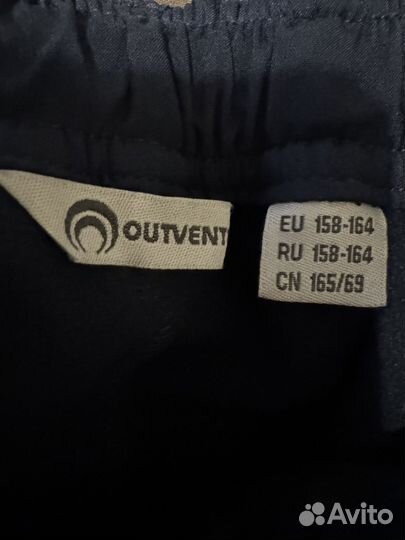 OUTVENT
EU 158-164
RU 158-164
CN 165/69
Avito